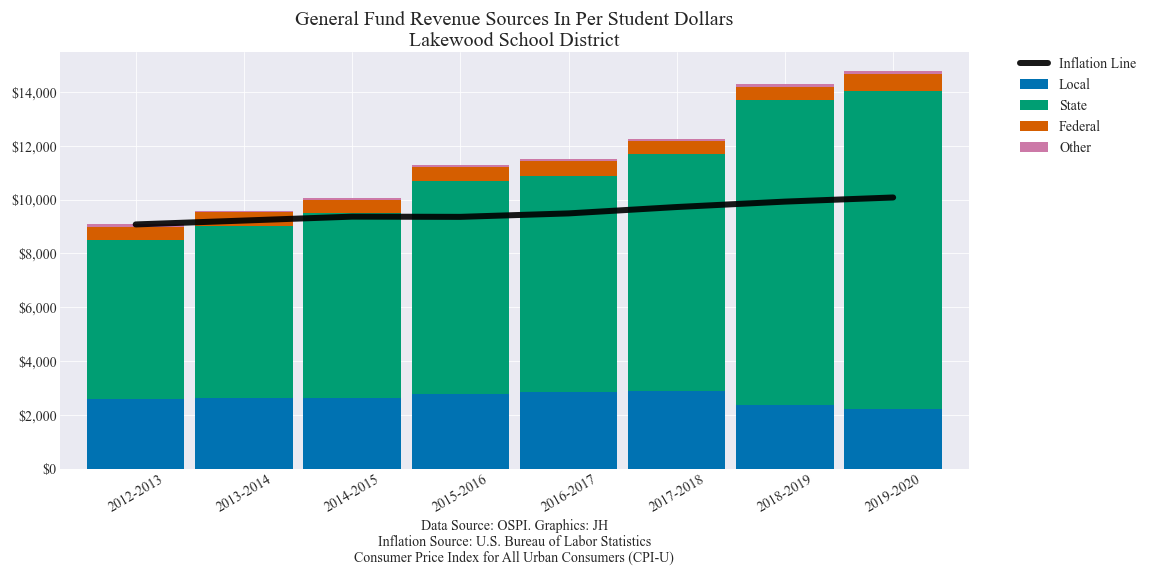 General Fund Revenue Sources In Per Student Dollars
Lakewood School District
Inflation Line
Local
State
Federal
Other
$14,000
$12,000
$10,000
$8,000
$6,000
$4,000
$2,000
$0
2012-2013
2013-2014
2014-2015
2015-2016
2016-2017
2017-2018
2018-2019
2019-2020
Data Source: OSPI. Graphics: JH
Inflation Source: U.S. Bureau of Labor Statistics
Consumer Price Index for All Urban Consumers (CPI-U)